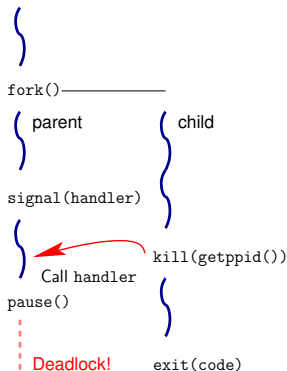 fork()
parent
child
signal(handler)
kill(getppid())
Call handler
pause()
Deadlock!
exit(code)